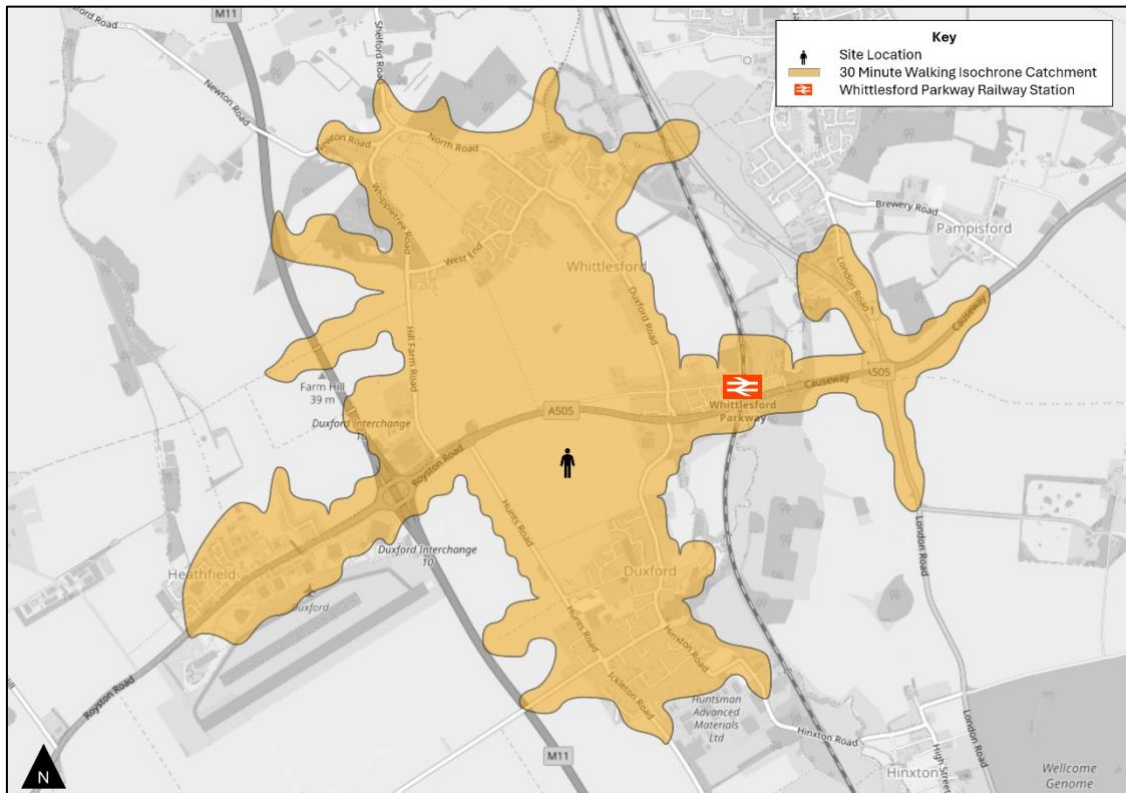 M11
Shelford Road
Newton Road
Key
Site Location
30 Minute Walking Isochrone Catchment
Whittlesford Parkway Railway Station
North Road
Whippletree Road
West End
Whittlesford
Brewery Road
Pampisford
London Road
Duxford Road
Hill Farm Road
Causeway
Farm Hill
39 m
Duxford Interchange
A505
Causeway
A505
Whittlesford
Parkway
Royston Road
Hunts Road
Duxford Interchange
10
Heathfield
Duxford
Duxford
London Road
Royston Road
Hunts Road
Hinxton Road
Ickleton Road
Huntsman
Advanced
Materials
Ltd
Hinxton Road
London Road
High Street
M11
Hinxton
Wellcome
Genome
N